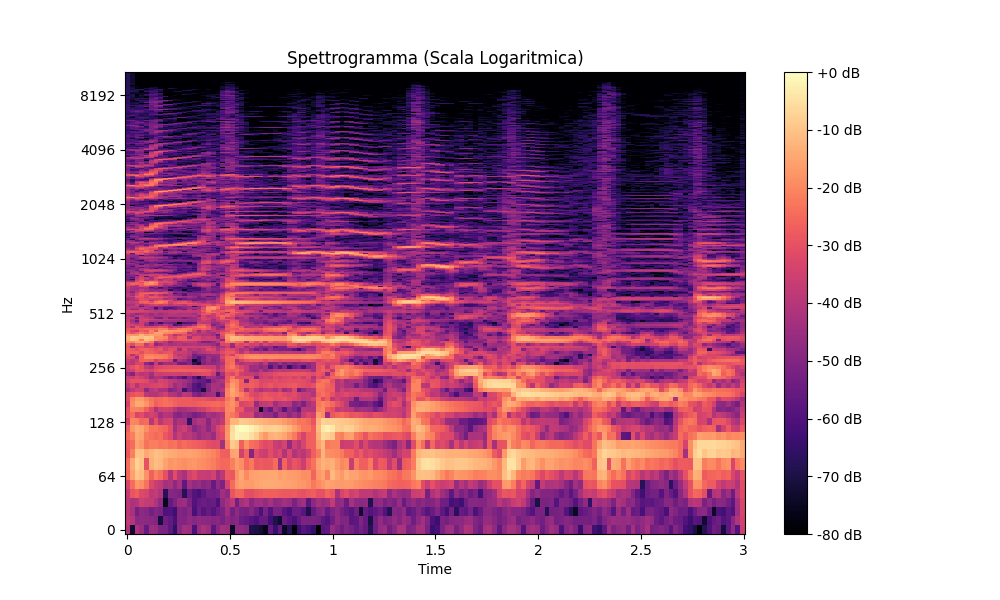 Spettrogramma (Scala Logaritmica)
Hz
8192
4096
2048
1024
512
256
128
64
0
0 0.5 1 1.5 2 2.5 3
Time
+0 dB
-10 dB
-20 dB
-30 dB
-40 dB
-50 dB
-60 dB
-70 dB
-80 dB